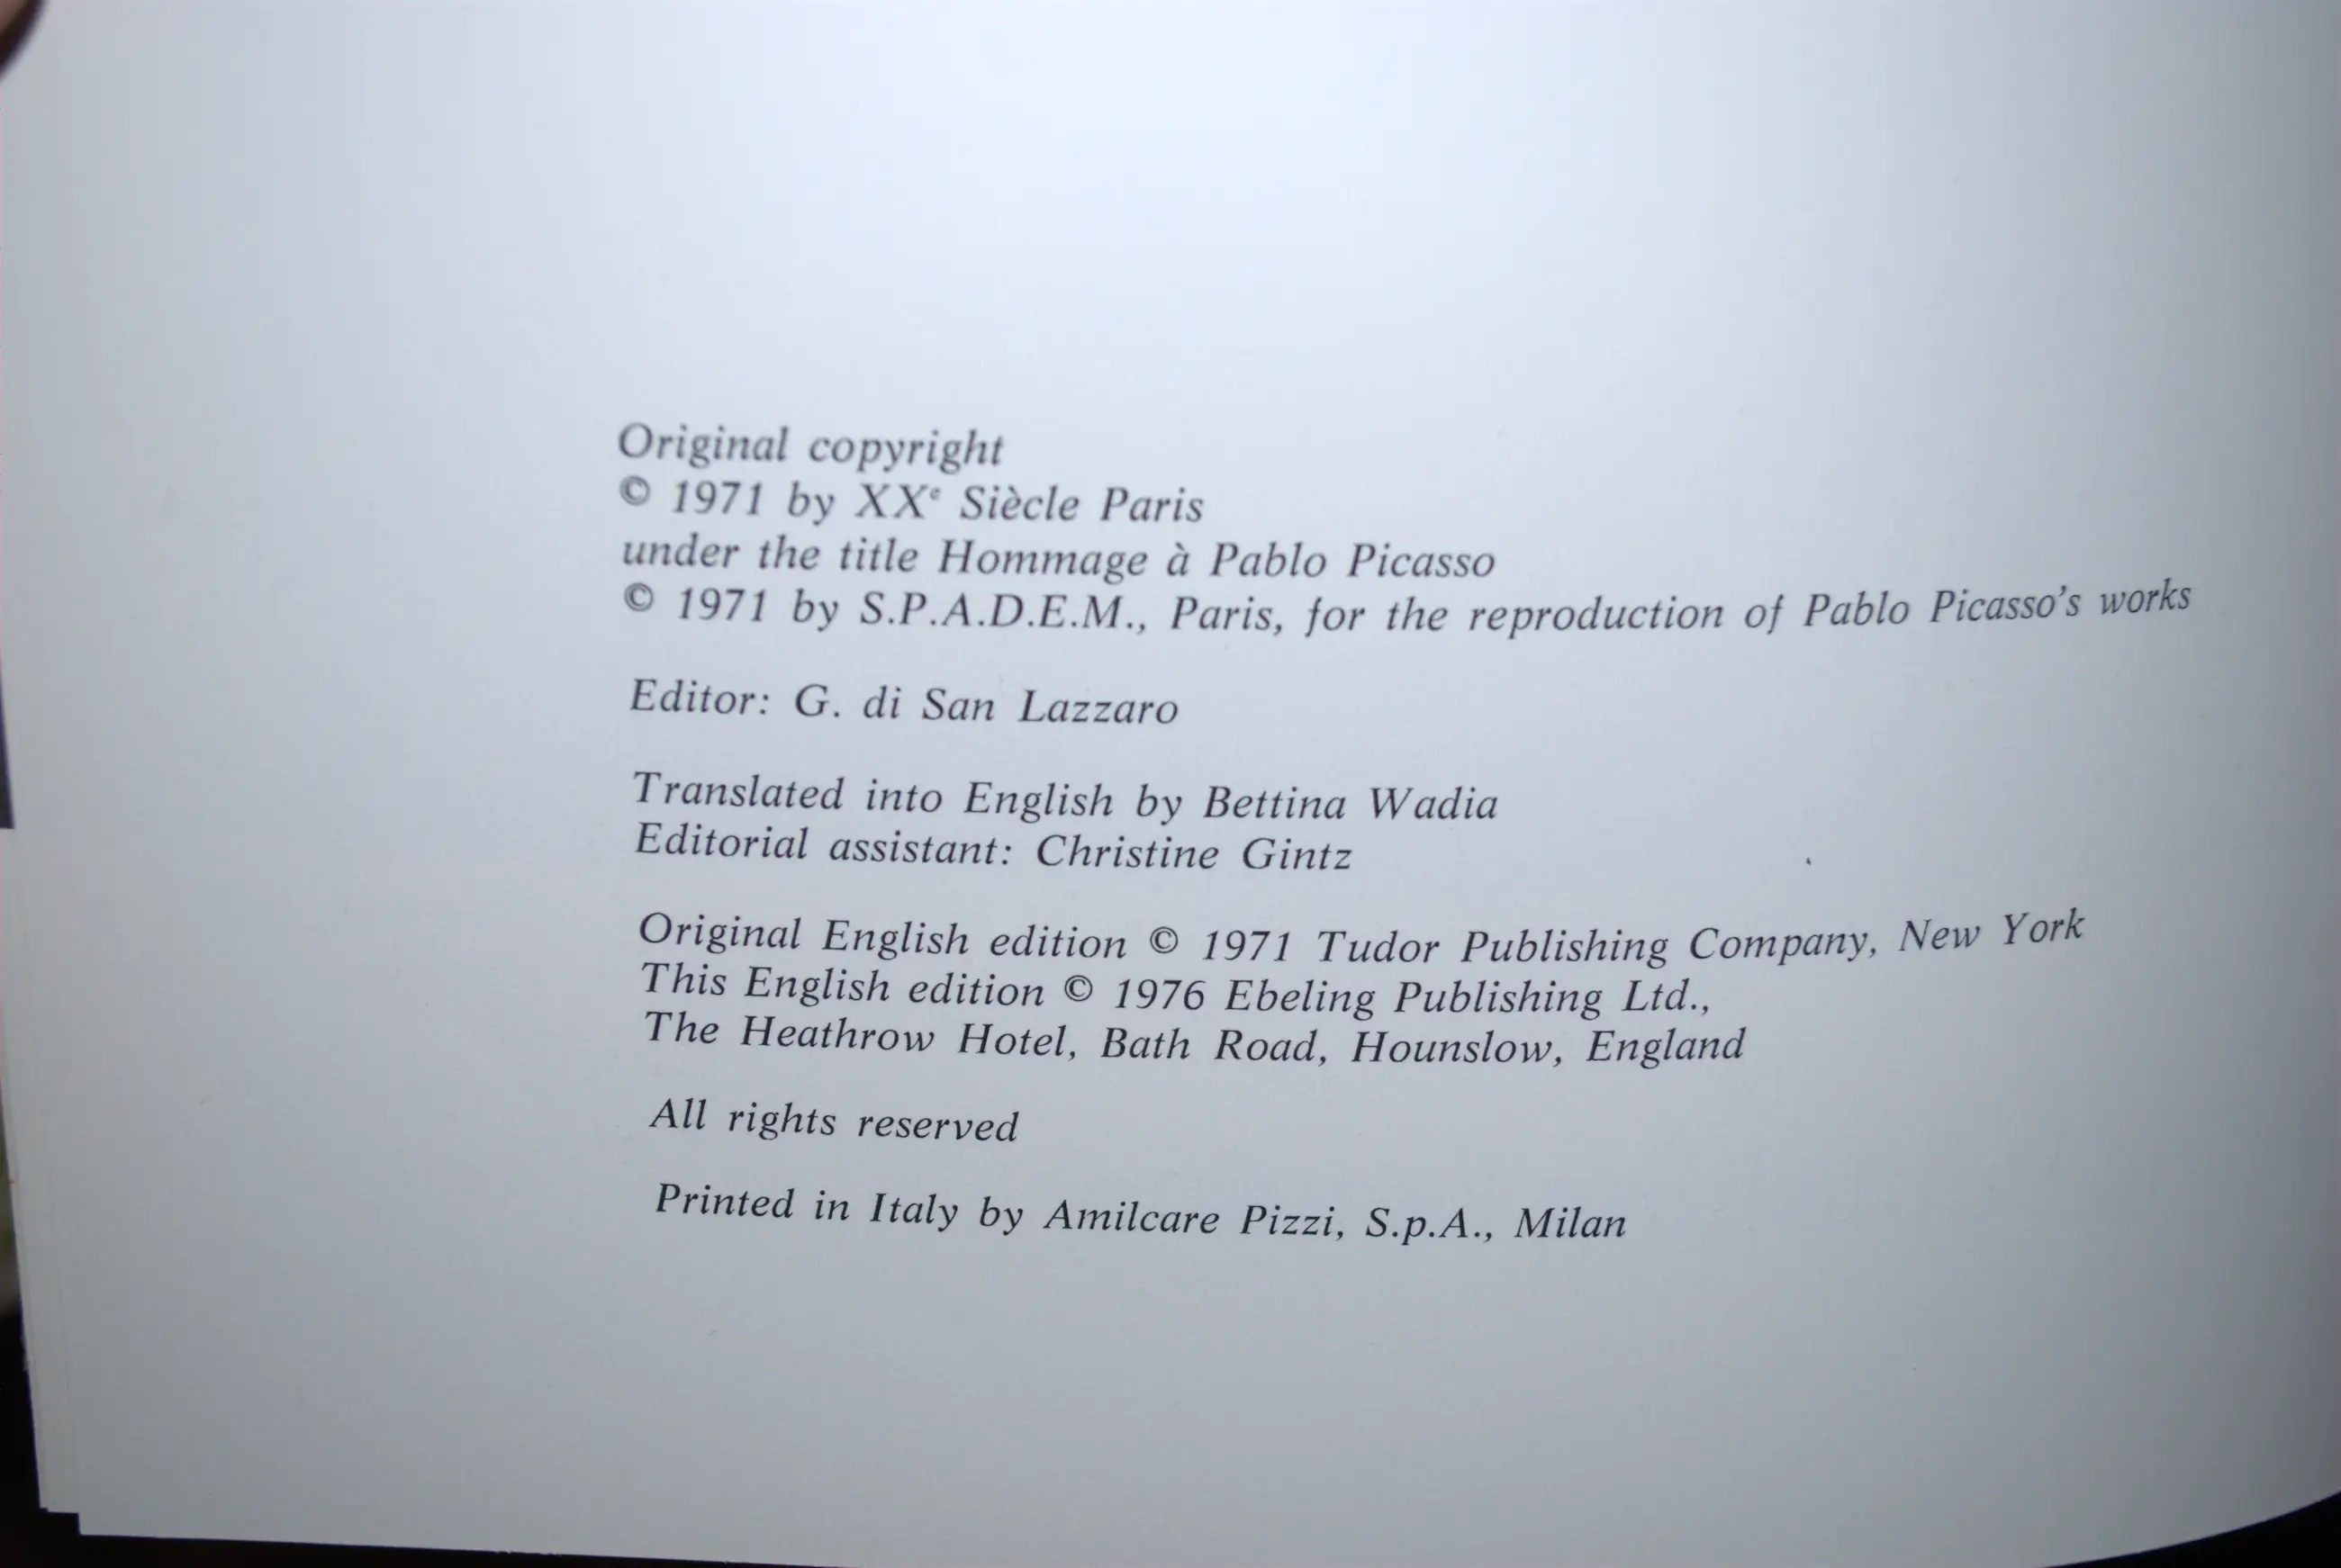 Original copyright
© 1971 by XXᵉ Siècle Paris
under the title Hommage à Pablo Picasso
© 1971 by S.P.A.D.E.M., Paris, for the reproduction of Pablo Picasso's works
Editor: G. di San Lazzaro
Translated into English by Bettina Wadia
Editorial assistant: Christine Gintz
Original English edition © 1971 Tudor Publishing Company, New York
This English edition © 1976 Ebeling Publishing Ltd.,
The Heathrow Hotel, Bath Road, Hounslow, England
All rights reserved
Printed in Italy by Amilcare Pizzi, S.p.A., Milan